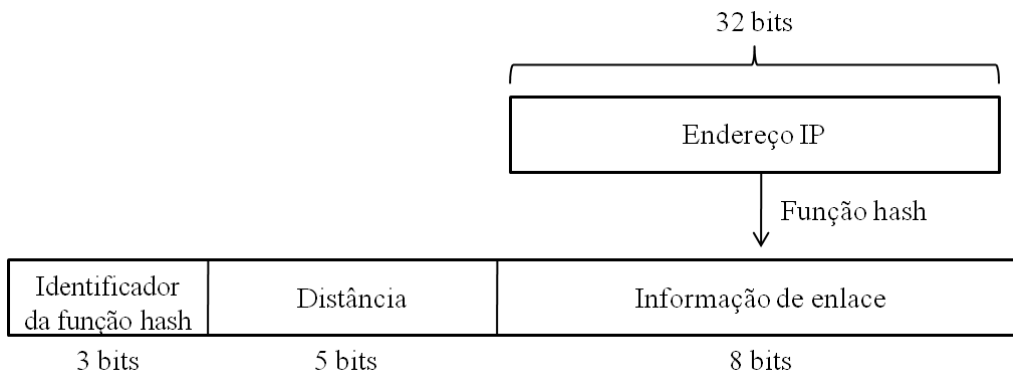 32 bits
Endereço IP
Função hash
Identificador
da função hash
Distância
Informação de enlace
3 bits
5 bits
8 bits